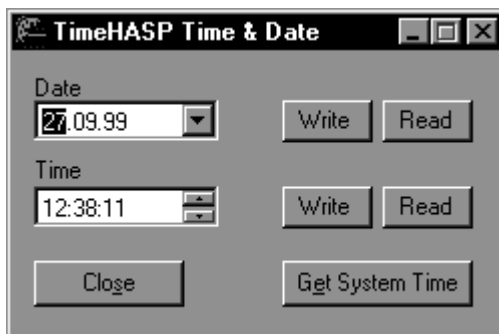 TimeHASP Time & Date
Date
27.09.99
Write
Read
Time
12:38:11
Write
Read
Close
Get System Time